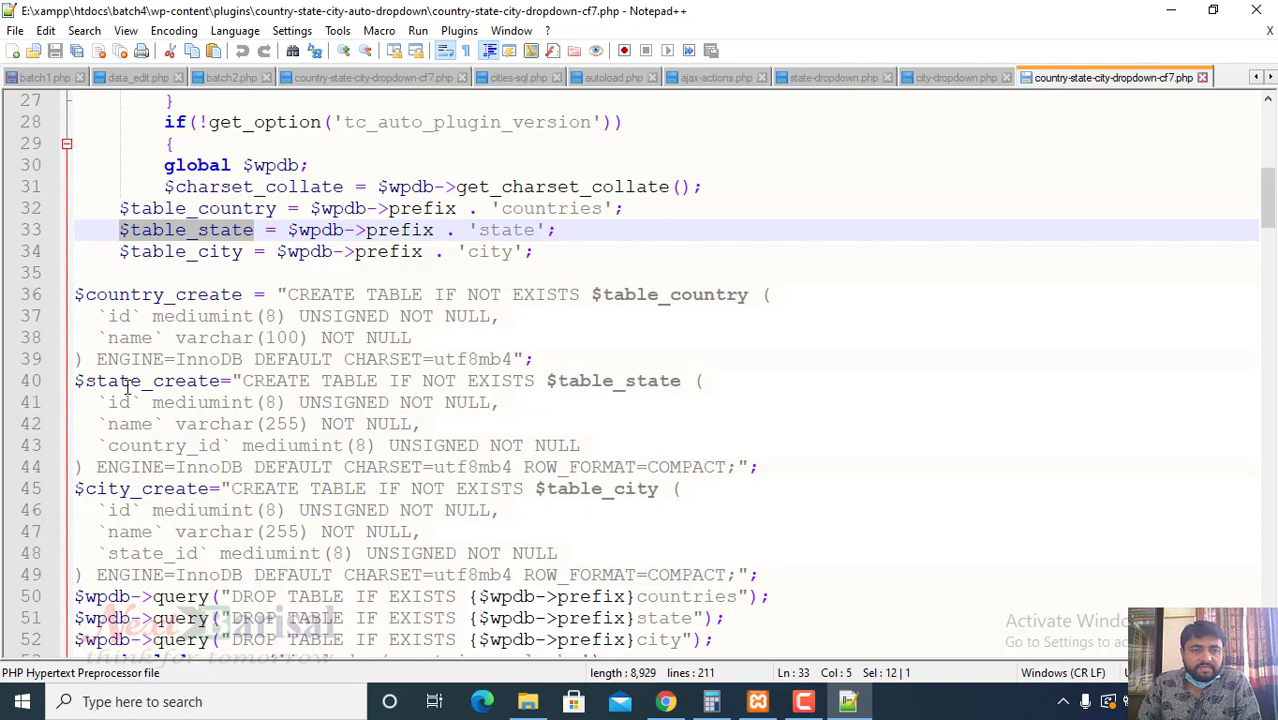 E:\xampp\htdocs\batch4\wp-content\plugins\country-state-city-auto-dropdown\country-state-city-dropdown-cf7.php - Notepad++
File Edit Search View Encoding Language Settings Tools Macro Run Plugins Window ?
batch1.php data_edit.php batch2.php country-state-city-dropdown-cf7.php cities-sql.php autoload.php ajax-actions.php state-dropdown.php city-dropdown.php country-state-city-dropdown-cf7.php
27 }
28 if(!get_option('tc_auto_plugin_version'))
29 {
30 global $wpdb;
31 $charset_collate = $wpdb->get_charset_collate();
32 $table_country = $wpdb->prefix . 'countries';
33 $table_state = $wpdb->prefix . 'state';
34 $table_city = $wpdb->prefix . 'city';
35
36 $country_create = "CREATE TABLE IF NOT EXISTS $table_country (
37 `id` mediumint(8) UNSIGNED NOT NULL,
38 `name` varchar(100) NOT NULL
39 ) ENGINE=InnoDB DEFAULT CHARSET=utf8mb4";
40 $state_create="CREATE TABLE IF NOT EXISTS $table_state (
41 `id` mediumint(8) UNSIGNED NOT NULL,
42 `name` varchar(255) NOT NULL,
43 `country_id` mediumint(8) UNSIGNED NOT NULL
44 ) ENGINE=InnoDB DEFAULT CHARSET=utf8mb4 ROW_FORMAT=COMPACT;";
45 $city_create="CREATE TABLE IF NOT EXISTS $table_city (
46 `id` mediumint(8) UNSIGNED NOT NULL,
47 `name` varchar(255) NOT NULL,
48 `state_id` mediumint(8) UNSIGNED NOT NULL
49 ) ENGINE=InnoDB DEFAULT CHARSET=utf8mb4 ROW_FORMAT=COMPACT;";
50 $wpdb->query("DROP TABLE IF EXISTS {$wpdb->prefix}countries");
51 $wpdb->query("DROP TABLE IF EXISTS {$wpdb->prefix}state");
52 $wpdb->query("DROP TABLE IF EXISTS {$wpdb->prefix}city");
Next Barisal
think for tomorrow
Activate Windo
Go to Settings to a
PHP Hypertext Preprocessor file length : 8,929 lines : 211 Ln : 33 Col : 5 Sel : 12 | 1 Windows (CR LF)
Type here to search